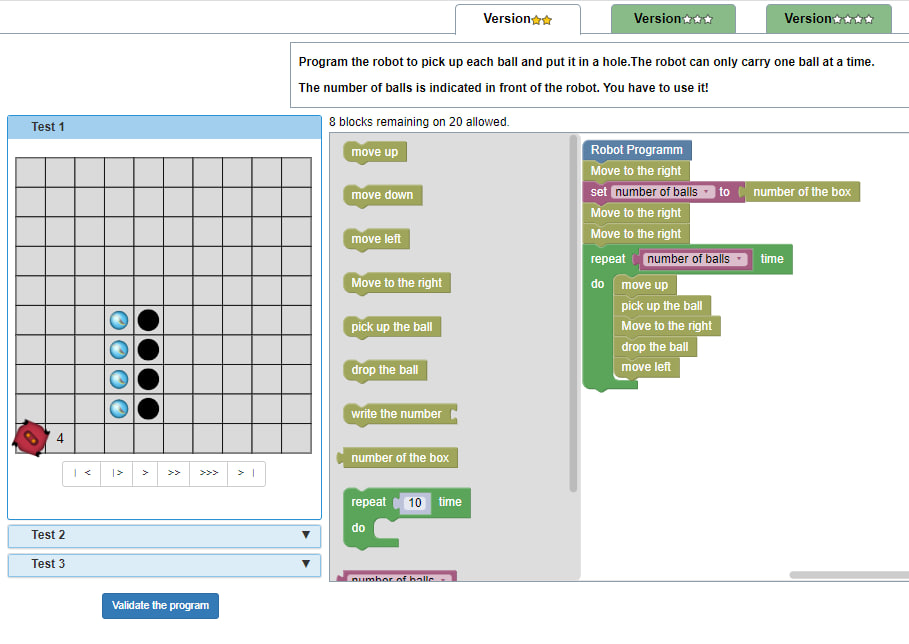 Version
Version
Version
Program the robot to pick up each ball and put it in a hole.The robot can only carry one ball at a time.
The number of balls is indicated in front of the robot. You have to use it!
Test 1
8 blocks remaining on 20 allowed.
4
| < |> > >> >>> > |
Test 2
Test 3
Validate the program
move up
move down
move left
Move to the right
pick up the ball
drop the ball
write the number
number of the box
repeat 10 time
do
number of balls
Robot Programm
Move to the right
set number of balls to number of the box
Move to the right
Move to the right
repeat number of balls time
do move up
pick up the ball
Move to the right
drop the ball
move left